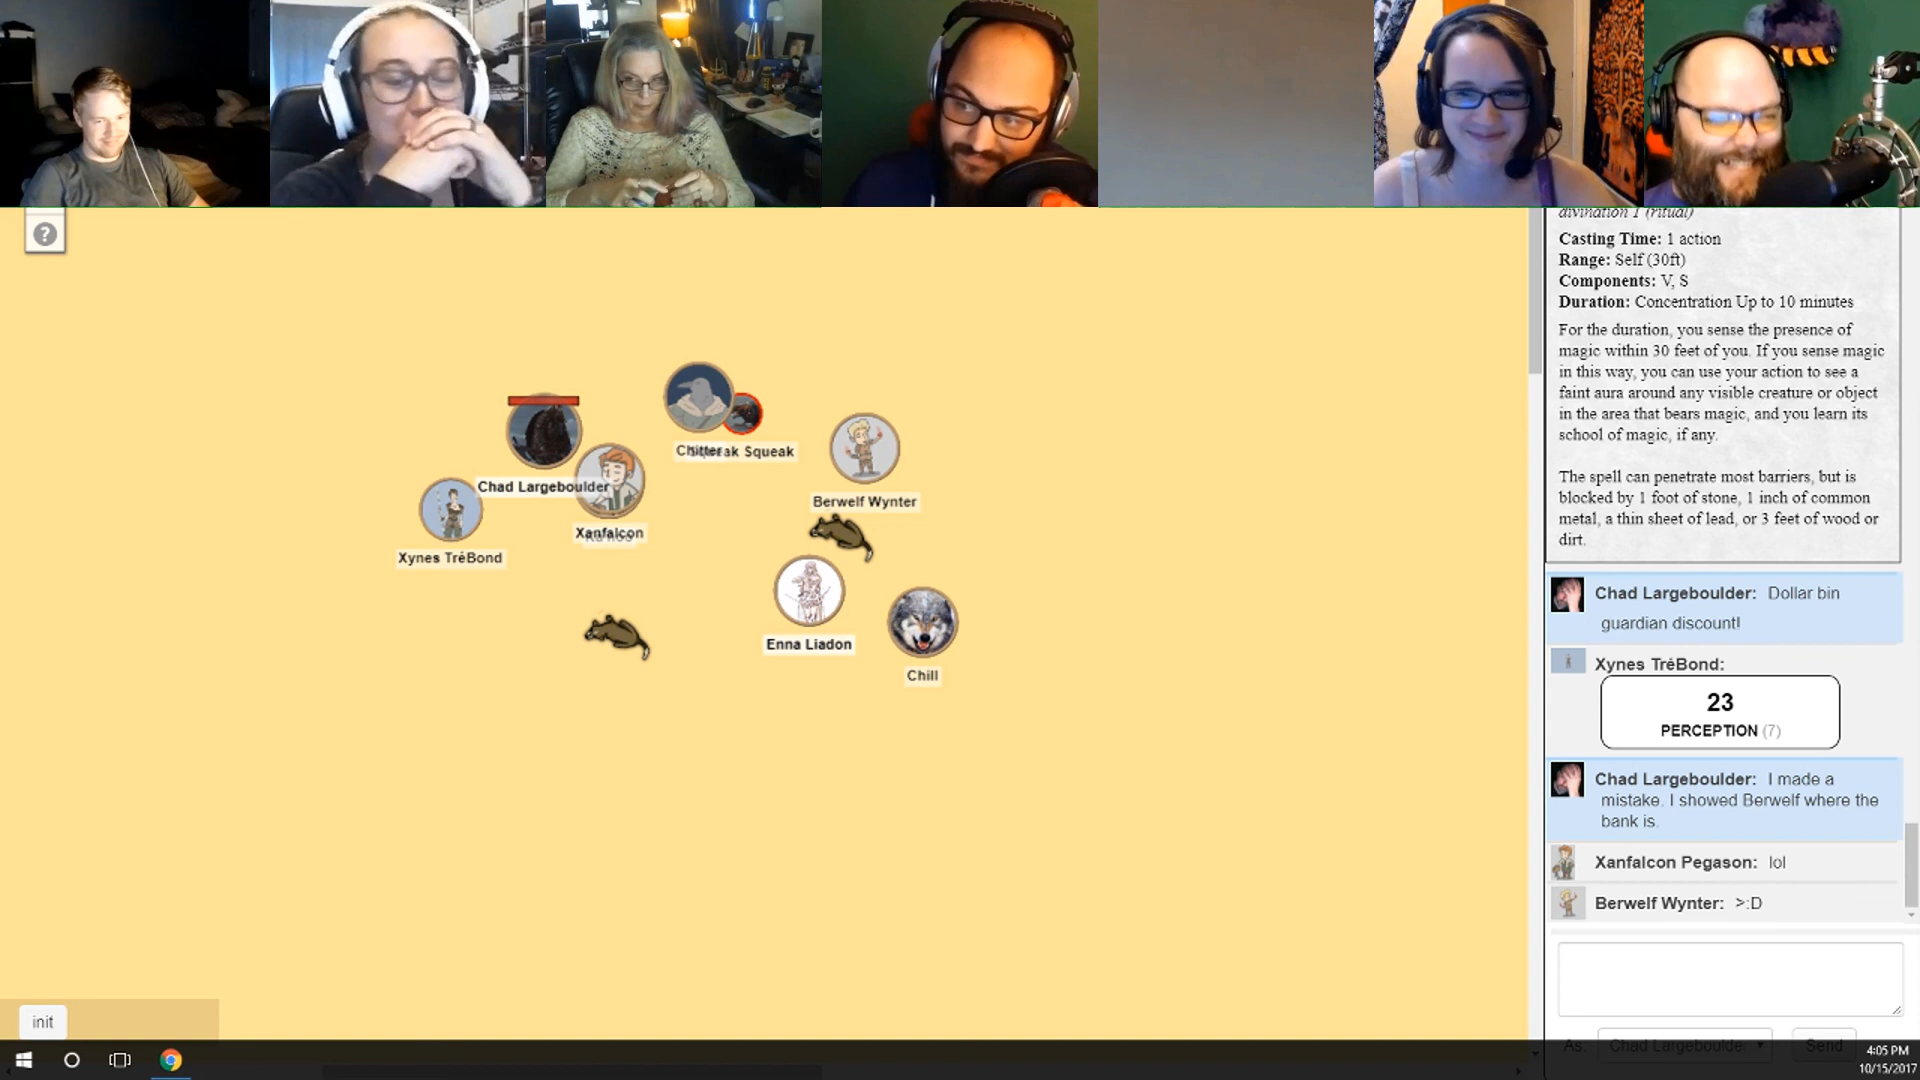 ?
divination 1 (ritual)
Casting Time: 1 action
Range: Self (30ft)
Components: V, S
Duration: Concentration Up to 10 minutes
For the duration, you sense the presence of
magic within 30 feet of you. If you sense magic
in this way, you can use your action to see a
faint aura around any visible creature or object
in the area that bears magic, and you learn its
school of magic, if any.
The spell can penetrate most barriers, but is
blocked by 1 foot of stone, 1 inch of common
metal, a thin sheet of lead, or 3 feet of wood or
dirt.
Chad Largeboulder: Dollar bin
guardian discount!
Xynes TréBond:
23
PERCEPTION (7)
Chad Largeboulder: I made a
mistake. I showed Berwelf where the
bank is.
Xanfalcon Pegason: lol
Berwelf Wynter: >:D
As: Chad Largeboulde
Send
Squeak
Chad Largeboulder
Berwelf Wynter
Xanfalcon
Xynes TréBond
Enna Liadon
Chill
init
4:05 PM
10/15/2017